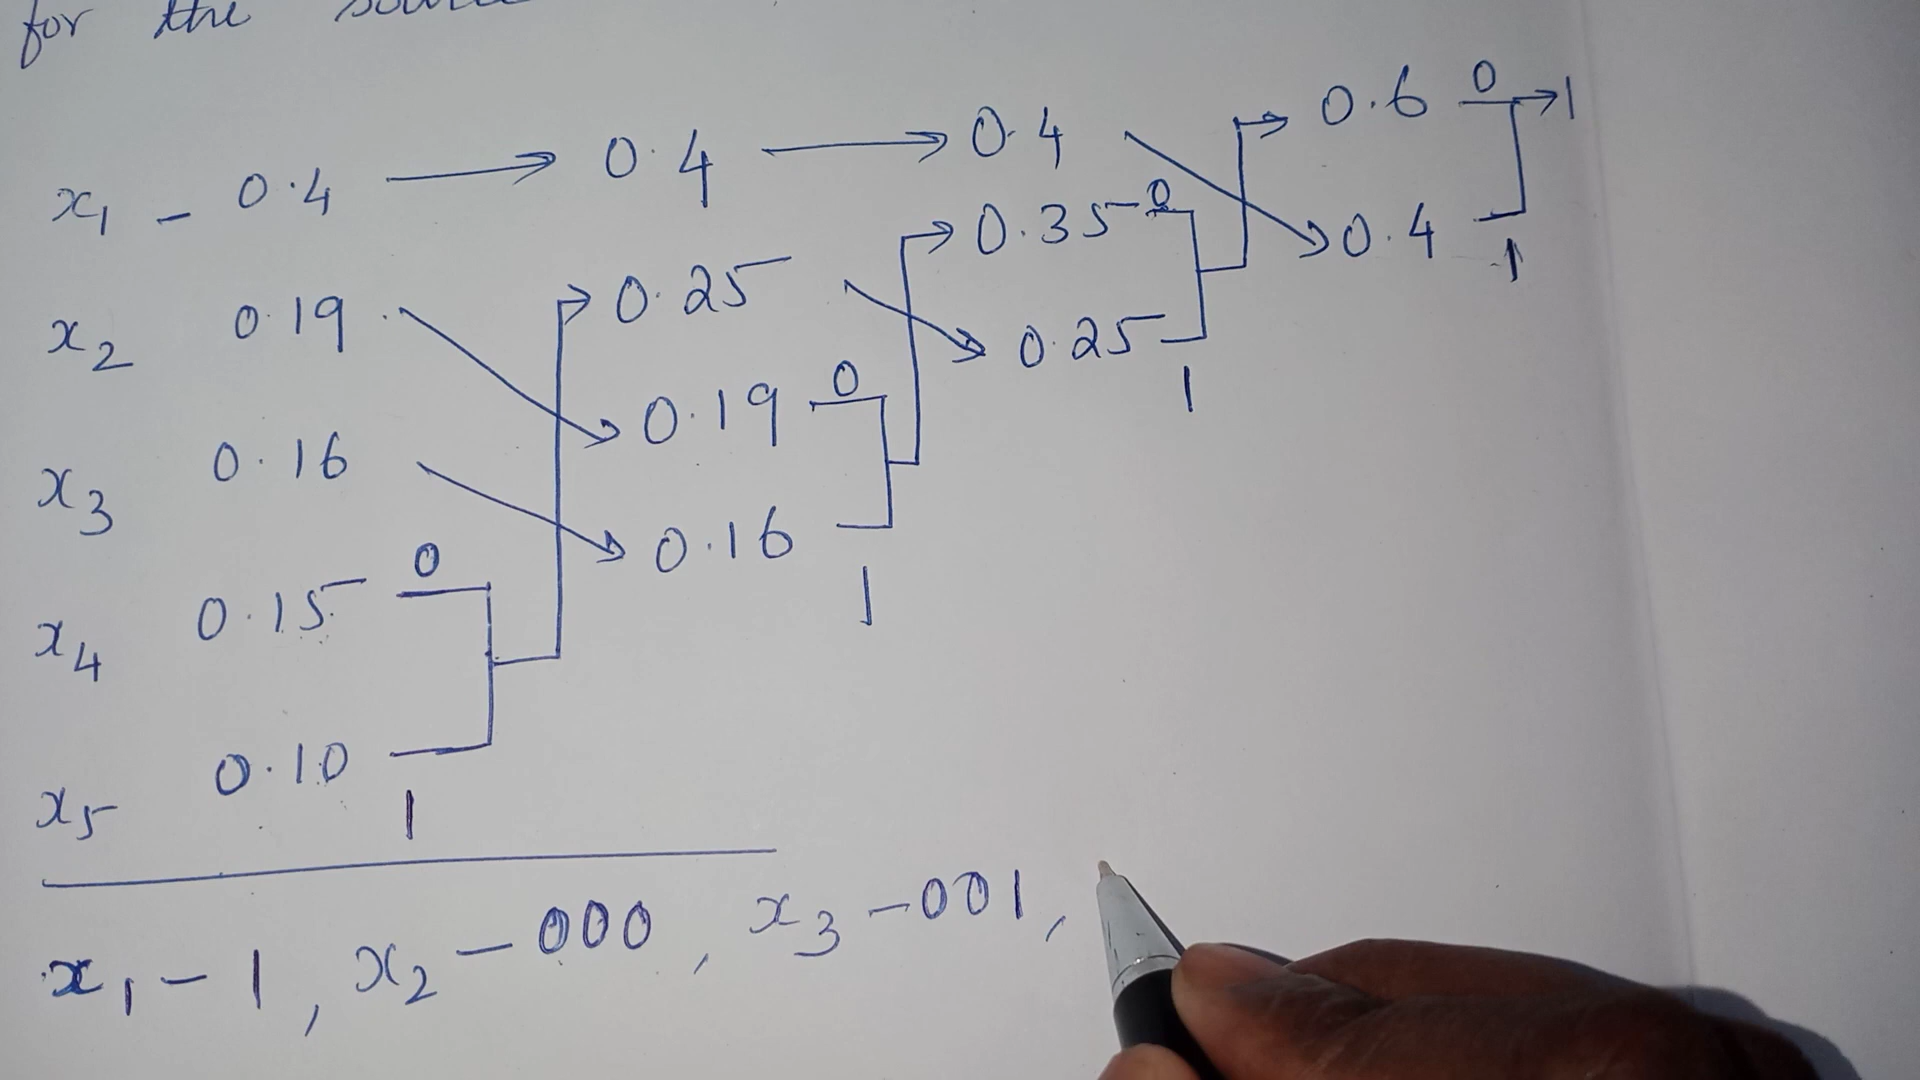 for the
x1 - 0.4 → 0.4 → 0.4 0.6 0 → 1
0.35 0 0.4 1
x2 0.19 0.25 0.25 1
x3 0.16 0.19 0
x4 0.15 0 0.16 1
x5 0.10 1
x1 - 1, x2 - 000, x3 - 001,